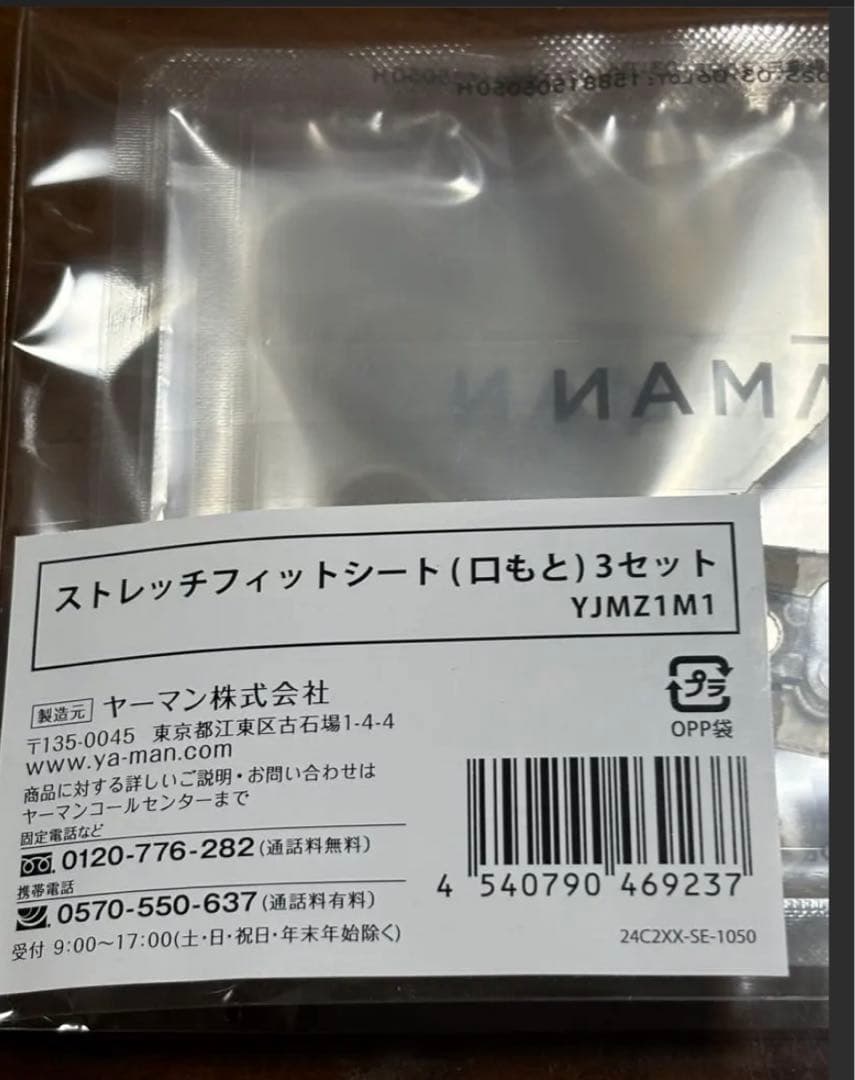 YAMAN
ストレッチフィットシート(口もと)3セット
YJMZ1M1
プラ
OPP袋
製造元 ヤーマン株式会社
〒135-0045 東京都江東区古石場1-4-4
www.ya-man.com
商品に対する詳しいご説明・お問い合わせは
ヤーマンコールセンターまで
固定電話など
0120-776-282(通話料無料)
携帯電話
0570-550-637(通話料有料)
受付 9:00〜17:00(土・日・祝日・年末年始除く)
4 540790 469237
24C2XX-SE-1050